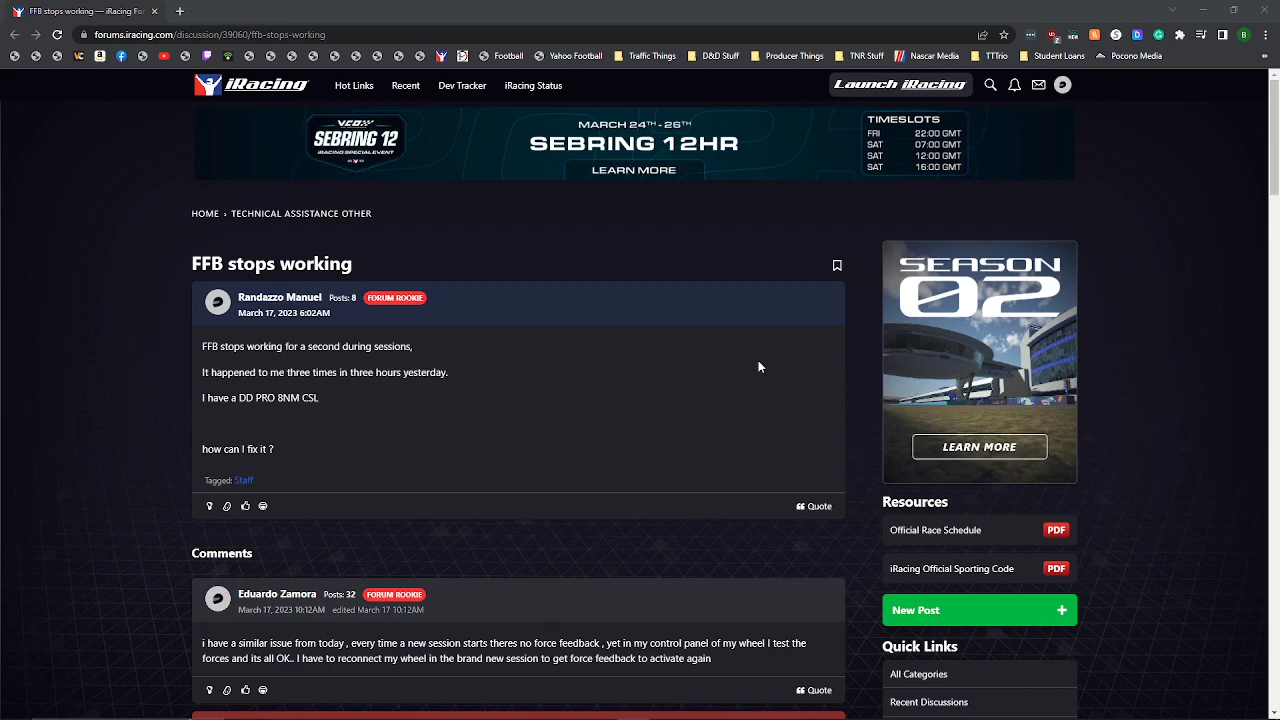 FFB stops working — iRacing For
forums.iracing.com/discussion/39060/ffb-stops-working
Football
Yahoo Football
Traffic Things
D&D Stuff
Producer Things
TNR Stuff
Nascar Media
TTTrio
Student Loans
Pocono Media
iRacing
Hot Links
Recent
Dev Tracker
iRacing Status
Launch iRacing
VCO
SEBRING 12
iRACING SPECIAL EVENT
MARCH 24TH-26TH
SEBRING 12HR
LEARN MORE
TIMESLOTS
FRI 22:00 GMT
SAT 07:00 GMT
SAT 12:00 GMT
SAT 16:00 GMT
HOME › TECHNICAL ASSISTANCE OTHER
FFB stops working
Randazzo Manuel Posts: 8 FORUM ROOKIE
March 17, 2023 6:02AM
FFB stops working for a second during sessions,
It happened to me three times in three hours yesterday.
I have a DD PRO 8NM CSL
how can I fix it ?
Tagged: Staff
Quote
Comments
Eduardo Zamora Posts: 32 FORUM ROOKIE
March 17, 2023 10:12AM edited March 17 10:12AM
i have a similar issue from today , every time a new session starts theres no force feedback , yet in my control panel of my wheel I test the
forces and its all OK.. I have to reconnect my wheel in the brand new session to get force feedback to activate again
Quote
SEASON
02
LEARN MORE
Resources
Official Race Schedule PDF
iRacing Official Sporting Code PDF
New Post +
Quick Links
All Categories
Recent Discussions